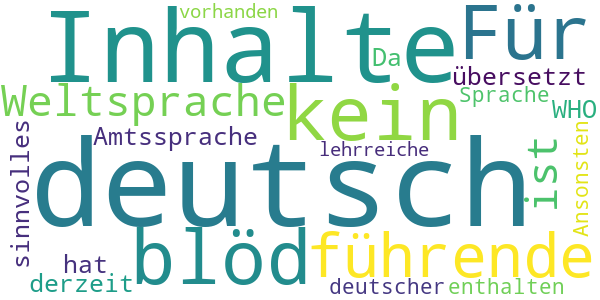 vorhanden
Inhalte
Für
Da
übersetzt
Weltsprache
kein
Sprache
WHO
Amtssprache
lehrreiche
ist
Ansonsten
sinnvolles
deutsch
blöd
führende
hat
derzeit
deutscher
enthalten